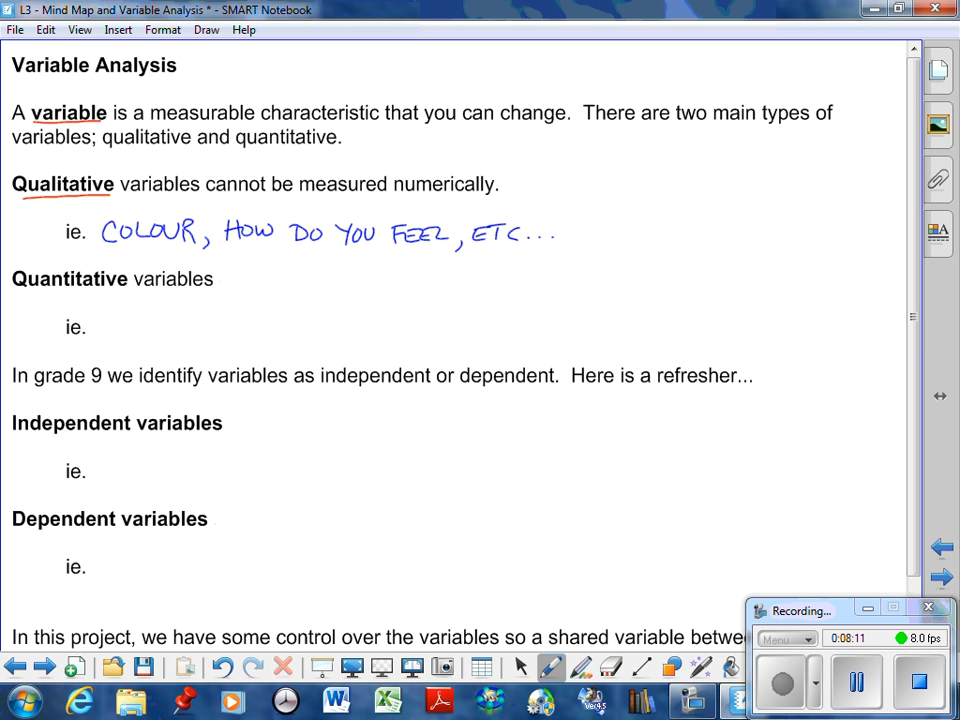 L3 - Mind Map and Variable Analysis * - SMART Notebook
File Edit View Insert Format Draw Help
Variable Analysis
A variable is a measurable characteristic that you can change. There are two main types of
variables; qualitative and quantitative.
Qualitative variables cannot be measured numerically.
ie. COLOUR, HOW DO YOU FEEL, ETC...
Quantitative variables
ie.
In grade 9 we identify variables as independent or dependent. Here is a refresher...
Independent variables
ie.
Dependent variables
ie.
In this project, we have some control over the variables so a shared variable betwe
Recording...
Menu 0:08:11 8.0 fps
Ver4.5